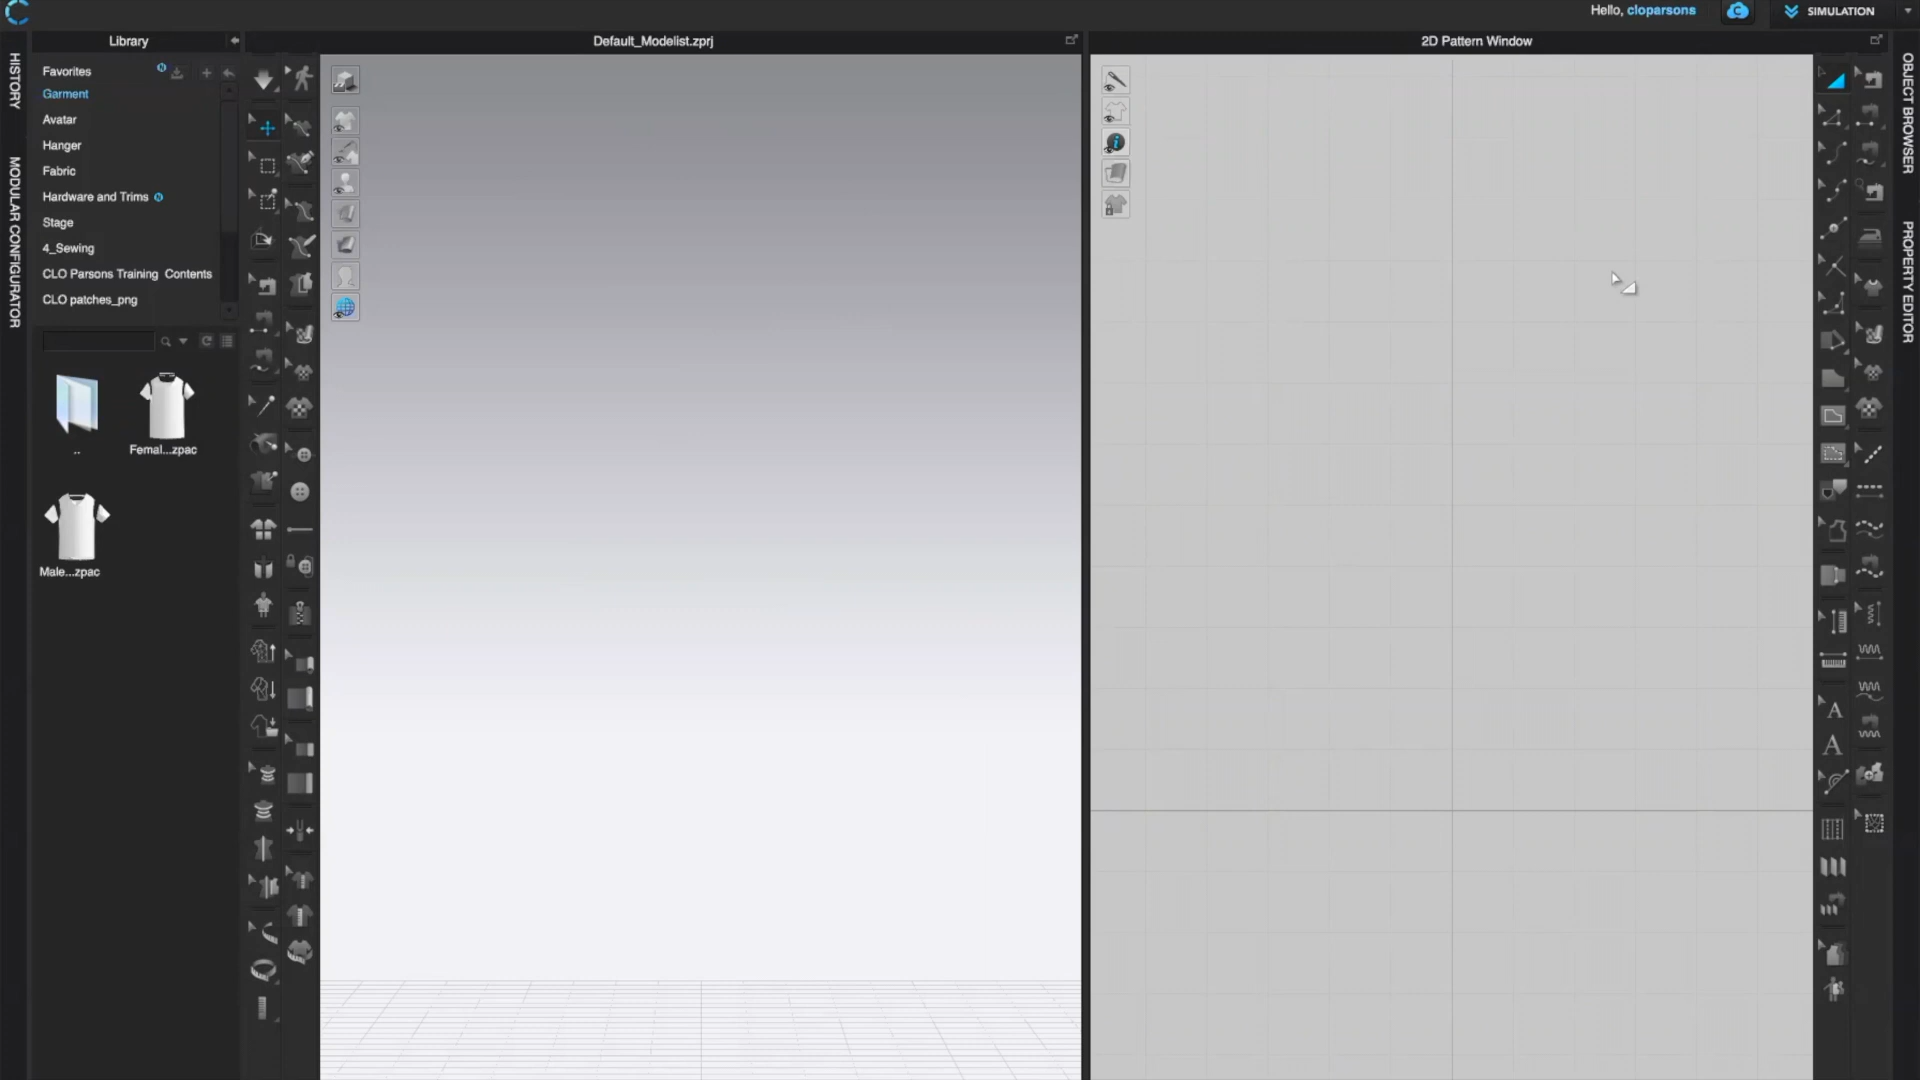 Hello, cloparsons
SIMULATION
Library
Default_Modelist.zprj
2D Pattern Window
HISTORY
MODULAR CONFIGURATOR
Favorites
Garment
Avatar
Hanger
Fabric
Hardware and Trims
Stage
4_Sewing
CLO Parsons Training Contents
CLO patches_png
..
Femal...zpac
Male...zpac
OBJECT BROWSER
PROPERTY EDITOR
A
A